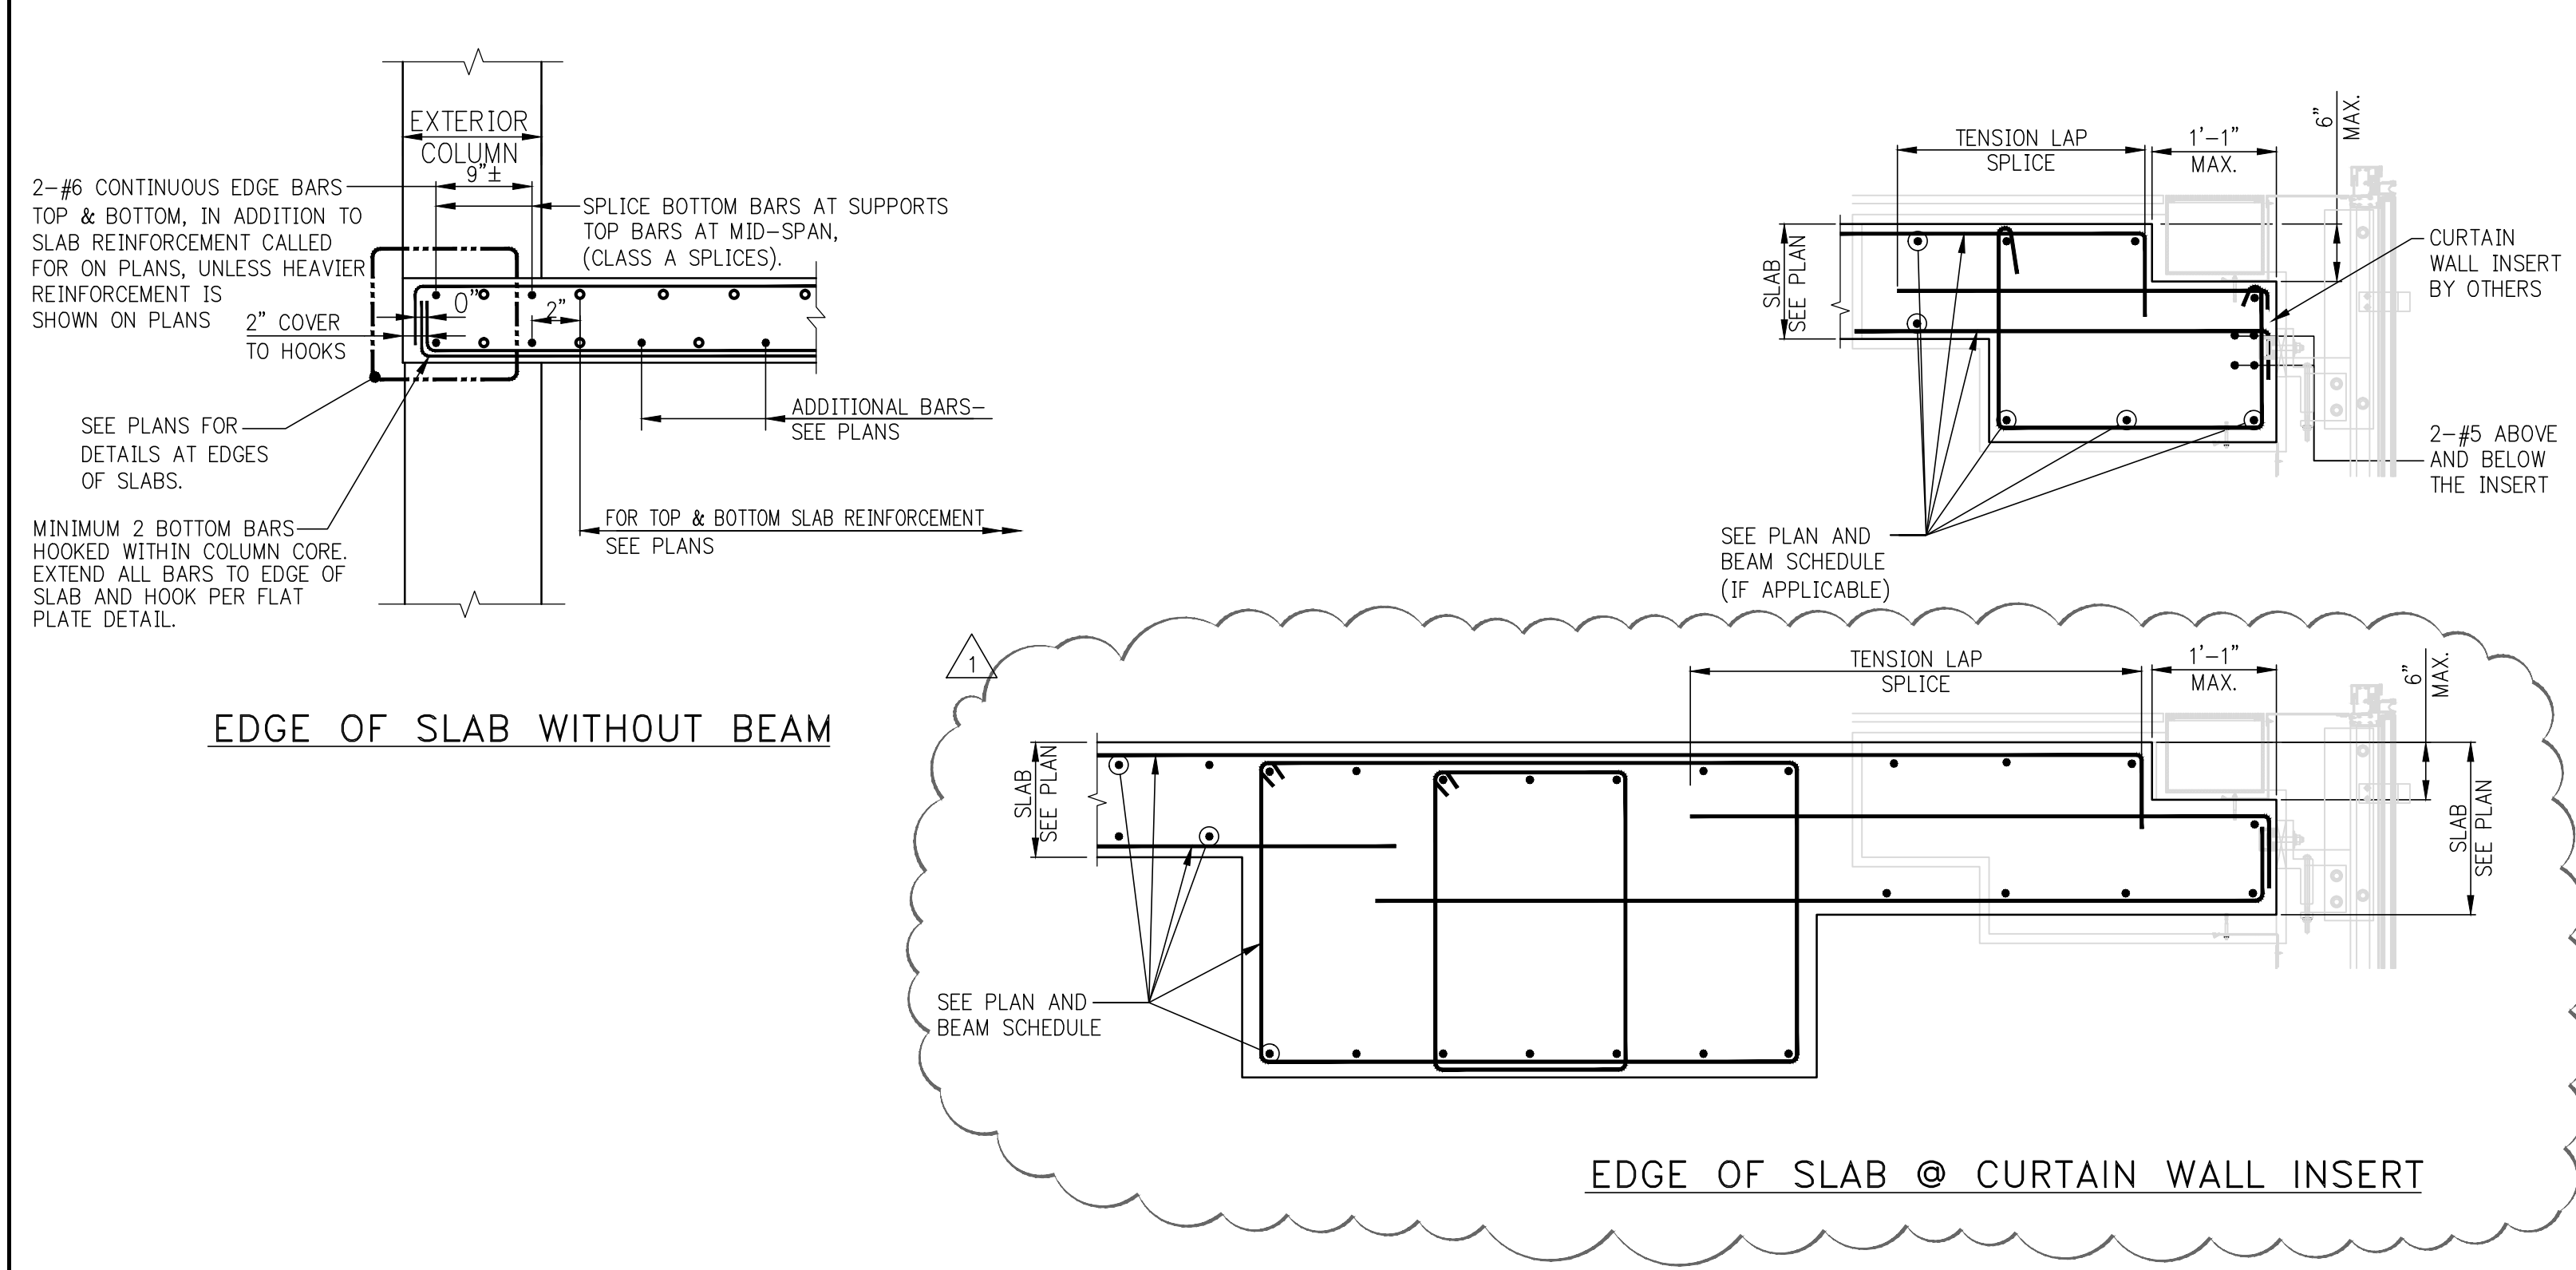 EXTERIOR
COLUMN
9"±
2-#6 CONTINUOUS EDGE BARS
TOP & BOTTOM, IN ADDITION TO
SLAB REINFORCEMENT CALLED
FOR ON PLANS, UNLESS HEAVIER
REINFORCEMENT IS
SHOWN ON PLANS
SPLICE BOTTOM BARS AT SUPPORTS
TOP BARS AT MID-SPAN,
(CLASS A SPLICES).
0"
2"
2" COVER
TO HOOKS
SEE PLANS FOR
DETAILS AT EDGES
OF SLABS.
ADDITIONAL BARS-
SEE PLANS
MINIMUM 2 BOTTOM BARS
HOOKED WITHIN COLUMN CORE.
EXTEND ALL BARS TO EDGE OF
SLAB AND HOOK PER FLAT
PLATE DETAIL.
FOR TOP & BOTTOM SLAB REINFORCEMENT
SEE PLANS
EDGE OF SLAB WITHOUT BEAM
TENSION LAP
SPLICE
1'-1"
MAX.
6"
MAX.
SLAB
SEE PLAN
CURTAIN
WALL INSERT
BY OTHERS
2-#5 ABOVE
AND BELOW
THE INSERT
SEE PLAN AND
BEAM SCHEDULE
(IF APPLICABLE)
1
TENSION LAP
SPLICE
1'-1"
MAX.
6"
MAX.
SLAB
SEE PLAN
SLAB
SEE PLAN
SEE PLAN AND
BEAM SCHEDULE
EDGE OF SLAB @ CURTAIN WALL INSERT